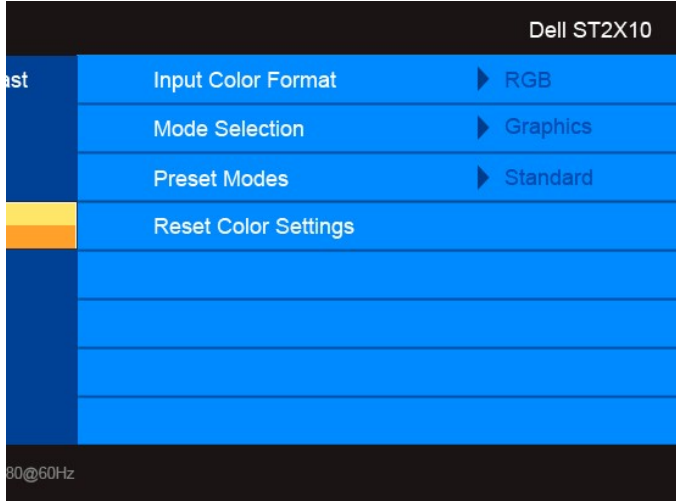 Dell ST2X10
ast
Input Color Format RGB
Mode Selection Graphics
Preset Modes Standard
Reset Color Settings
80@60Hz